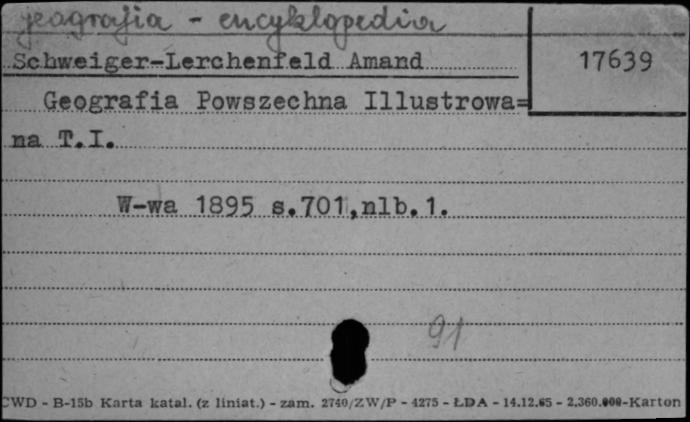 geografia - encyklopedia
Schweiger-Lerchenfeld Amand
17639
Geografia Powszechna Illustrowa=
na T.I.
W-wa 1895 s.701,nlb.1.
91
CWD - B-15b Karta katal. (z liniat.) - zam. 2740/ZW/P - 4275 - ŁDA - 14.12.65 - 2.360.000-Karton